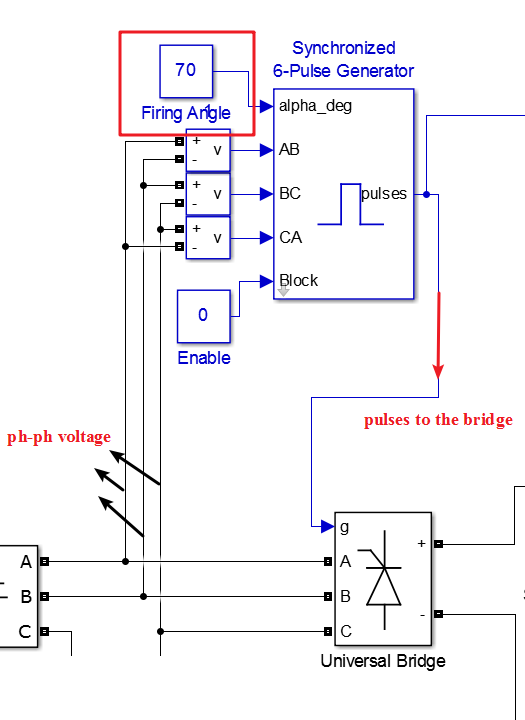 Synchronized
6-Pulse Generator
70
Firing Angle
1
alpha_deg
+
-
v
AB
+
-
v
BC
pulses
+
-
v
CA
Block
0
Enable
pulses to the bridge
ph-ph voltage
g
A
A
+
B
B
-
C
C
Universal Bridge